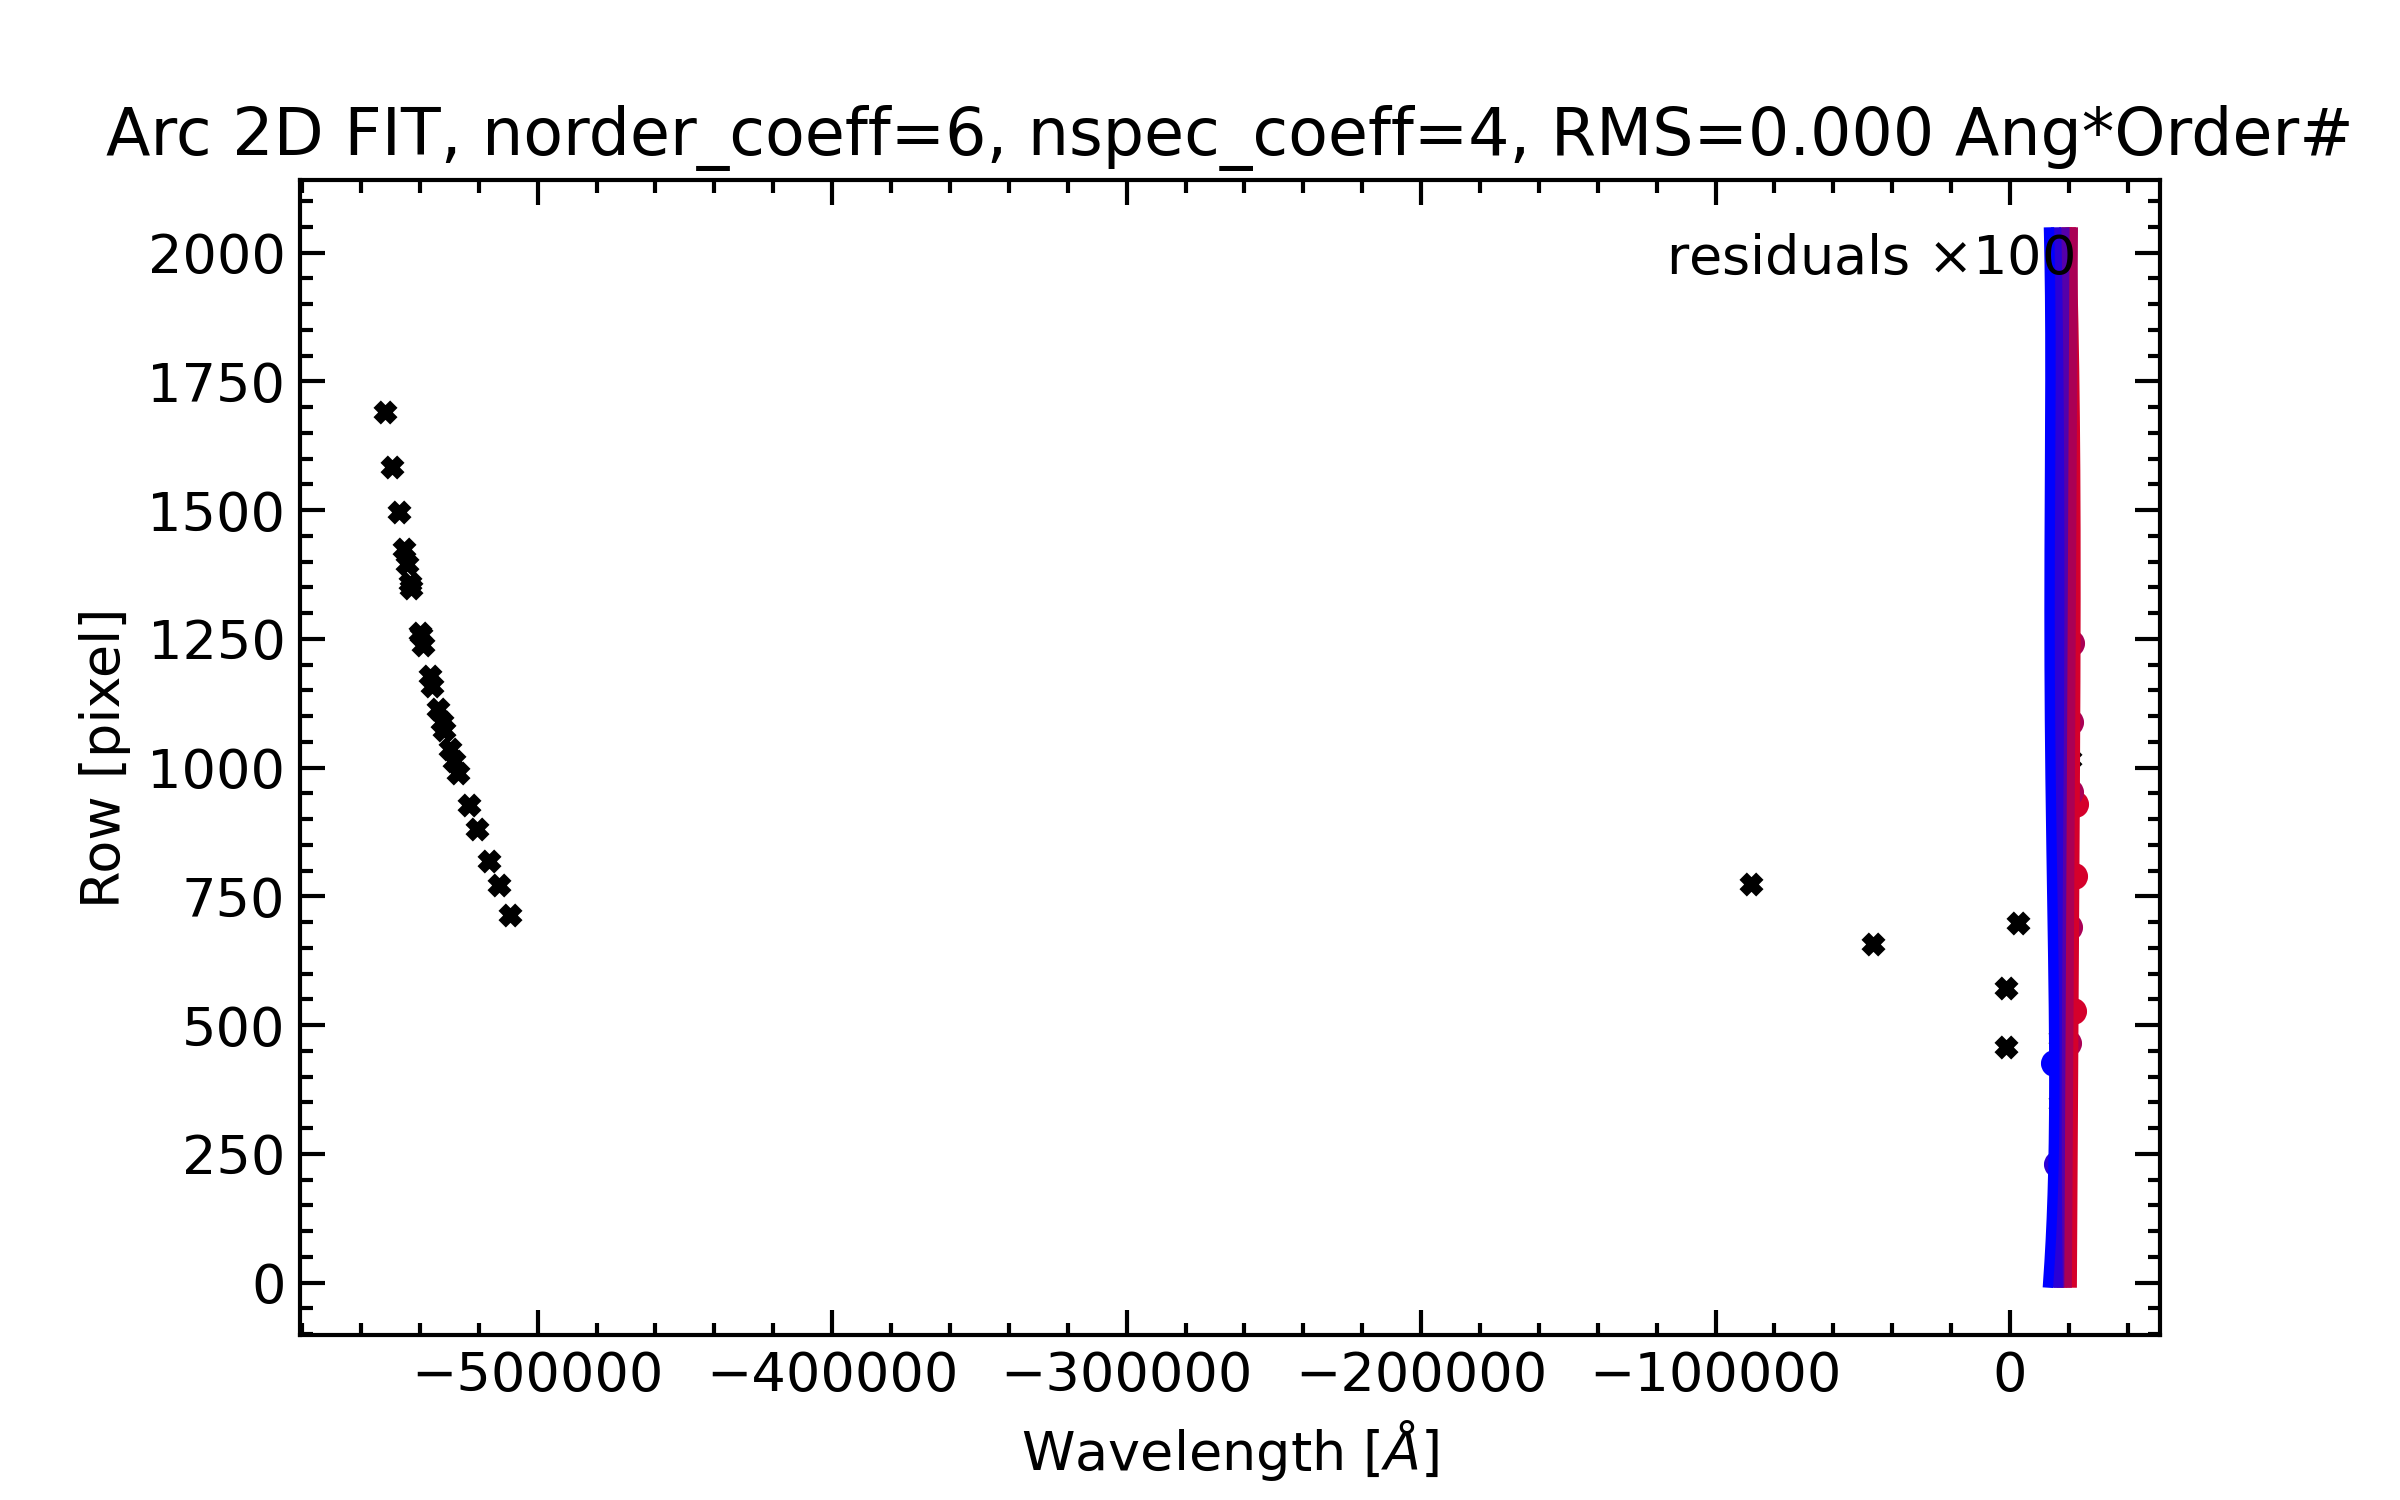 Arc 2D FIT, norder_coeff=6, nspec_coeff=4, RMS=0.000 Ang*Order#
residuals ×100
Row [pixel]
2000
1750
1500
1250
1000
750
500
250
0
−500000 −400000 −300000 −200000 −100000 0
Wavelength [Å]